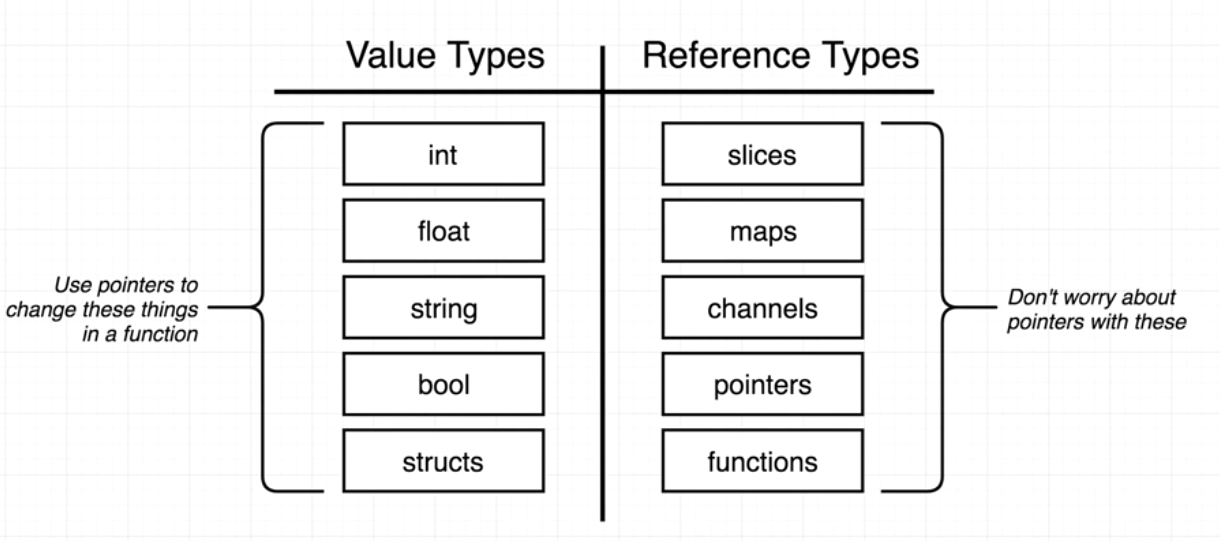 Value Types
Reference Types
int
slices
float
maps
string
channels
bool
pointers
structs
functions
Use pointers to
change these things
in a function
Don't worry about
pointers with these